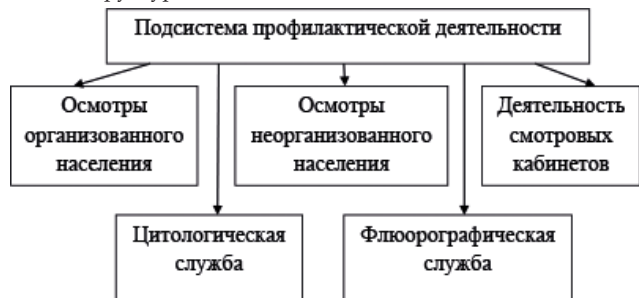 Подсистема профилактической деятельности
Осмотры
организованного
населения
Осмотры
неорганизованного
населения
Деятельность
смотровых
кабинетов
Цитологическая
служба
Флюорографическая
служба